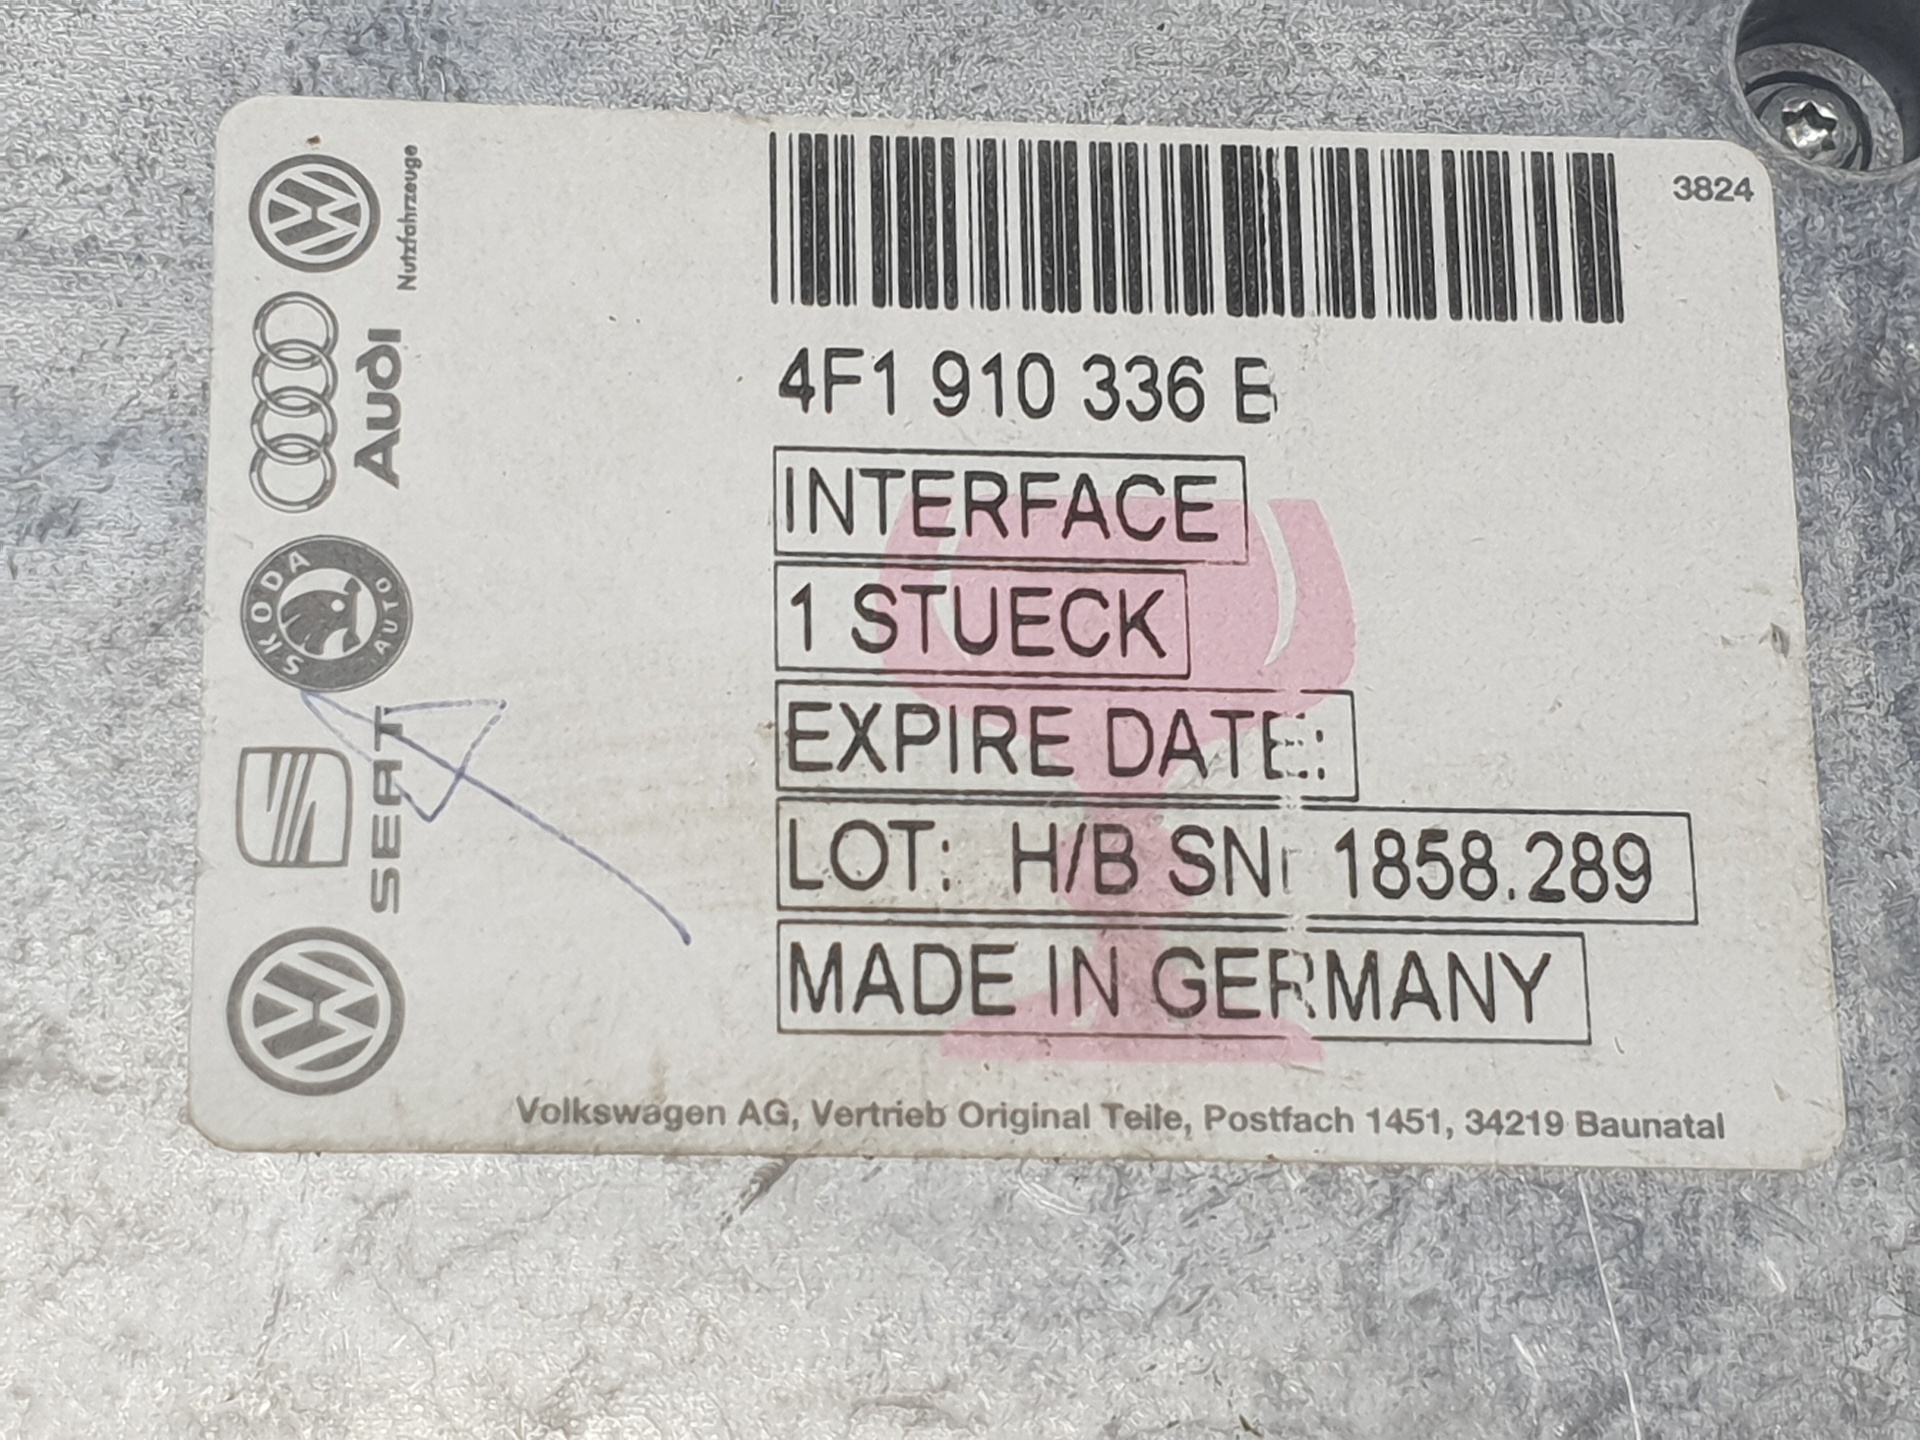 3824
4F1 910 336 B
INTERFACE
1 STUECK
EXPIRE DATE:
LOT: H/B SN: 1858.289
MADE IN GERMANY
Volkswagen AG, Vertrieb Original Teile, Postfach 1451, 34219 Baunatal
Nutzfahrzeuge
Audi
SKODA AUTO
SEAT